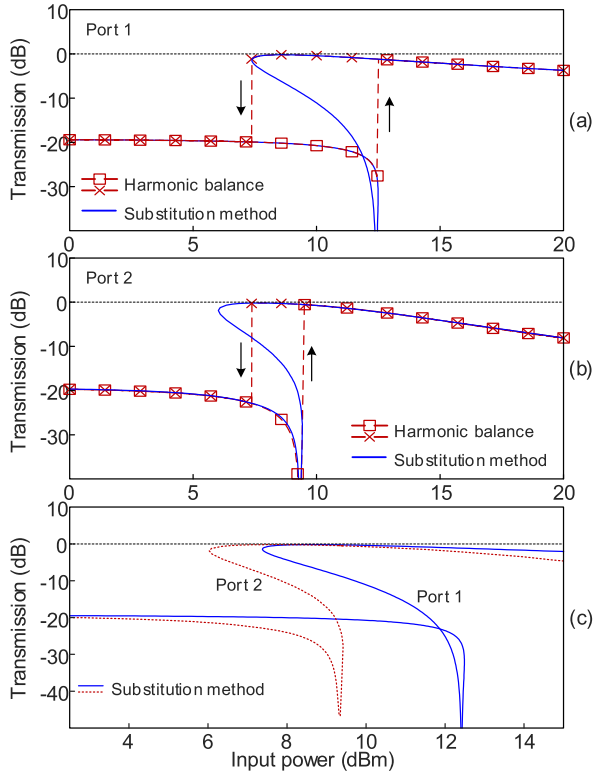 Port 1
10
0
-10
-20
-30
Transmission (dB)
Harmonic balance
Substitution method
(a)
0
5
10
15
20
Port 2
10
0
-10
-20
-30
Transmission (dB)
Harmonic balance
Substitution method
(b)
0
5
10
15
20
10
0
-10
-20
-30
-40
Transmission (dB)
Port 2
Port 1
Substitution method
(c)
4
6
8
10
12
14
Input power (dBm)